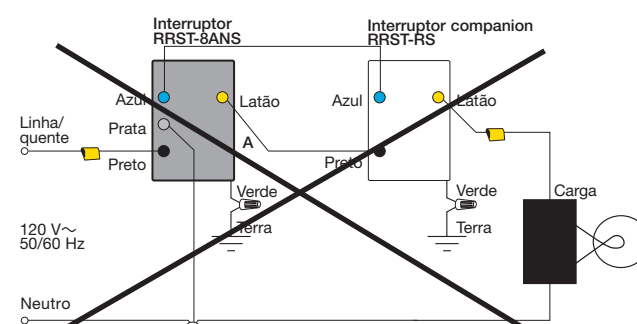 Interruptor
RRST-8ANS
Interruptor companion
RRST-RS
Azul
Latão
Azul
Latão
Linha/
quente
Prata
A
Preto
Preto
Verde
Verde
Carga
Terra
Terra
120 V~
50/60 Hz
Neutro